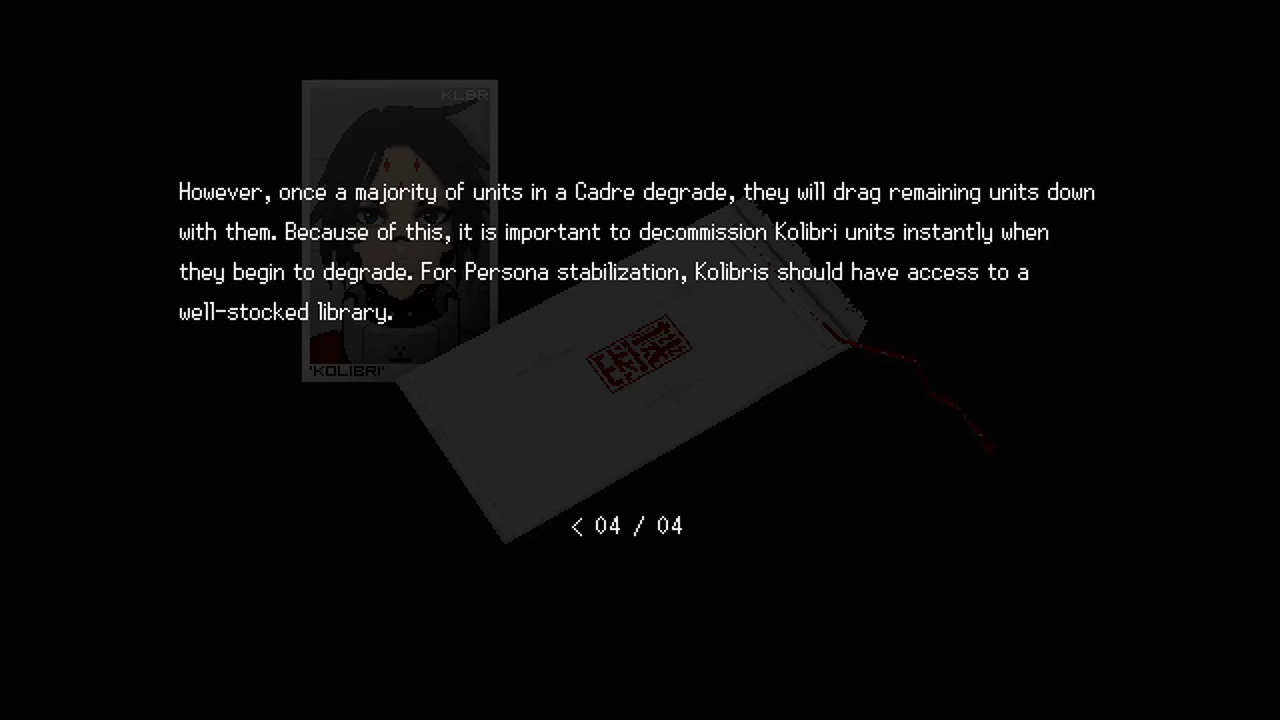 KLBR
However, once a majority of units in a Cadre degrade, they will drag remaining units down
with them. Because of this, it is important to decommission Kolibri units instantly when
they begin to degrade. For Persona stabilization, Kolibris should have access to a
well-stocked library.
'KOLIBRI'
< 04 / 04